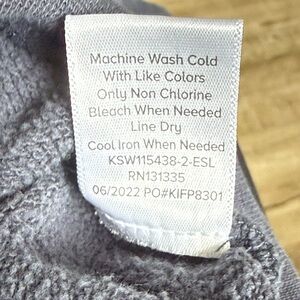 Machine Wash Cold
With Like Colors
Only Non Chlorine
Bleach When Needed
Line Dry
Cool Iron When Needed
KSW115438-2-ESL
RN131335
06/2022 PO#KIFP8301